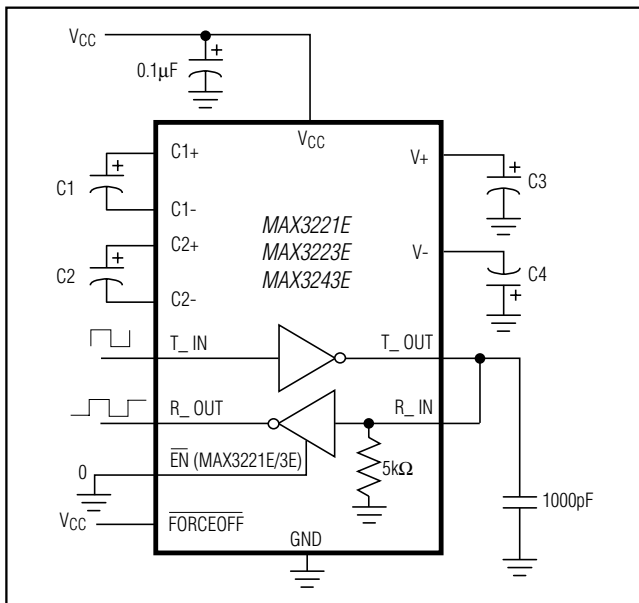 VCC
0.1µF
VCC
C1+
V+
C1
C3
C1-
C2+
MAX3221E
MAX3223E
MAX3243E
V-
C2
C4
C2-
T_ IN
T_ OUT
R_ OUT
R_ IN
EN (MAX3221E/3E)
0
5kΩ
1000pF
VCC
FORCEOFF
GND